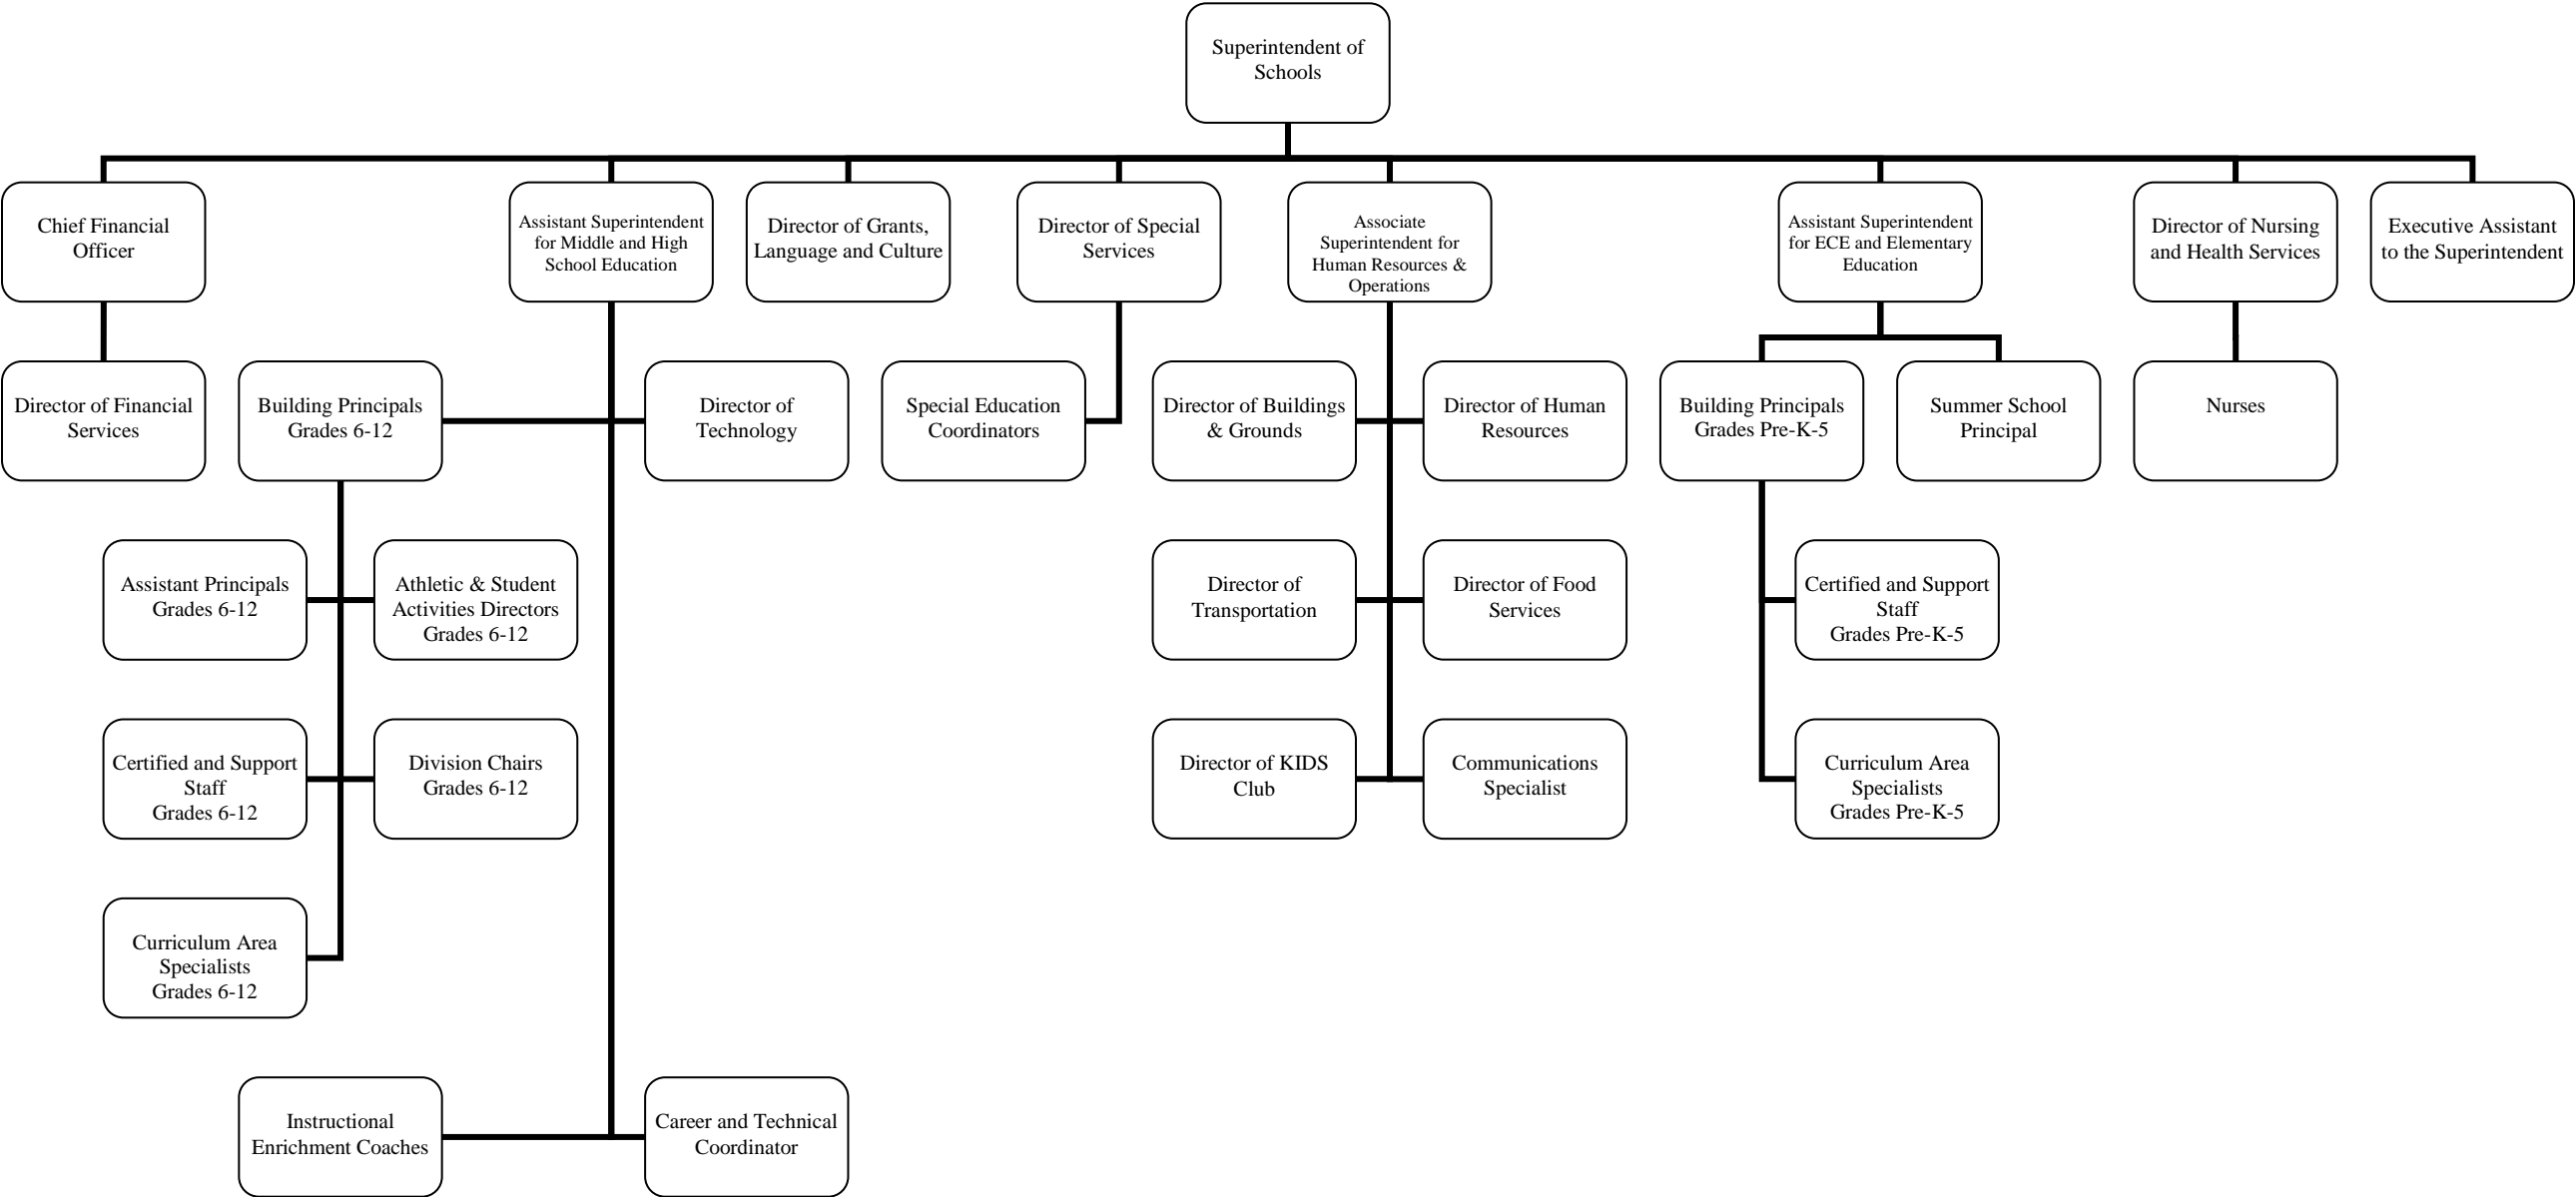 Superintendent of
Schools
Chief Financial
Officer
Assistant Superintendent
for Middle and High
School Education
Director of Grants,
Language and Culture
Director of Special
Services
Associate
Superintendent for
Human Resources &
Operations
Assistant Superintendent
for ECE and Elementary
Education
Director of Nursing
and Health Services
Executive Assistant
to the Superintendent
Director of Financial
Services
Building Principals
Grades 6-12
Director of
Technology
Special Education
Coordinators
Director of Buildings
& Grounds
Director of Human
Resources
Building Principals
Grades Pre-K-5
Summer School
Principal
Nurses
Assistant Principals
Grades 6-12
Athletic & Student
Activities Directors
Grades 6-12
Director of
Transportation
Director of Food
Services
Certified and Support
Staff
Grades Pre-K-5
Certified and Support
Staff
Grades 6-12
Division Chairs
Grades 6-12
Director of KIDS
Club
Communications
Specialist
Curriculum Area
Specialists
Grades Pre-K-5
Curriculum Area
Specialists
Grades 6-12
Instructional
Enrichment Coaches
Career and Technical
Coordinator